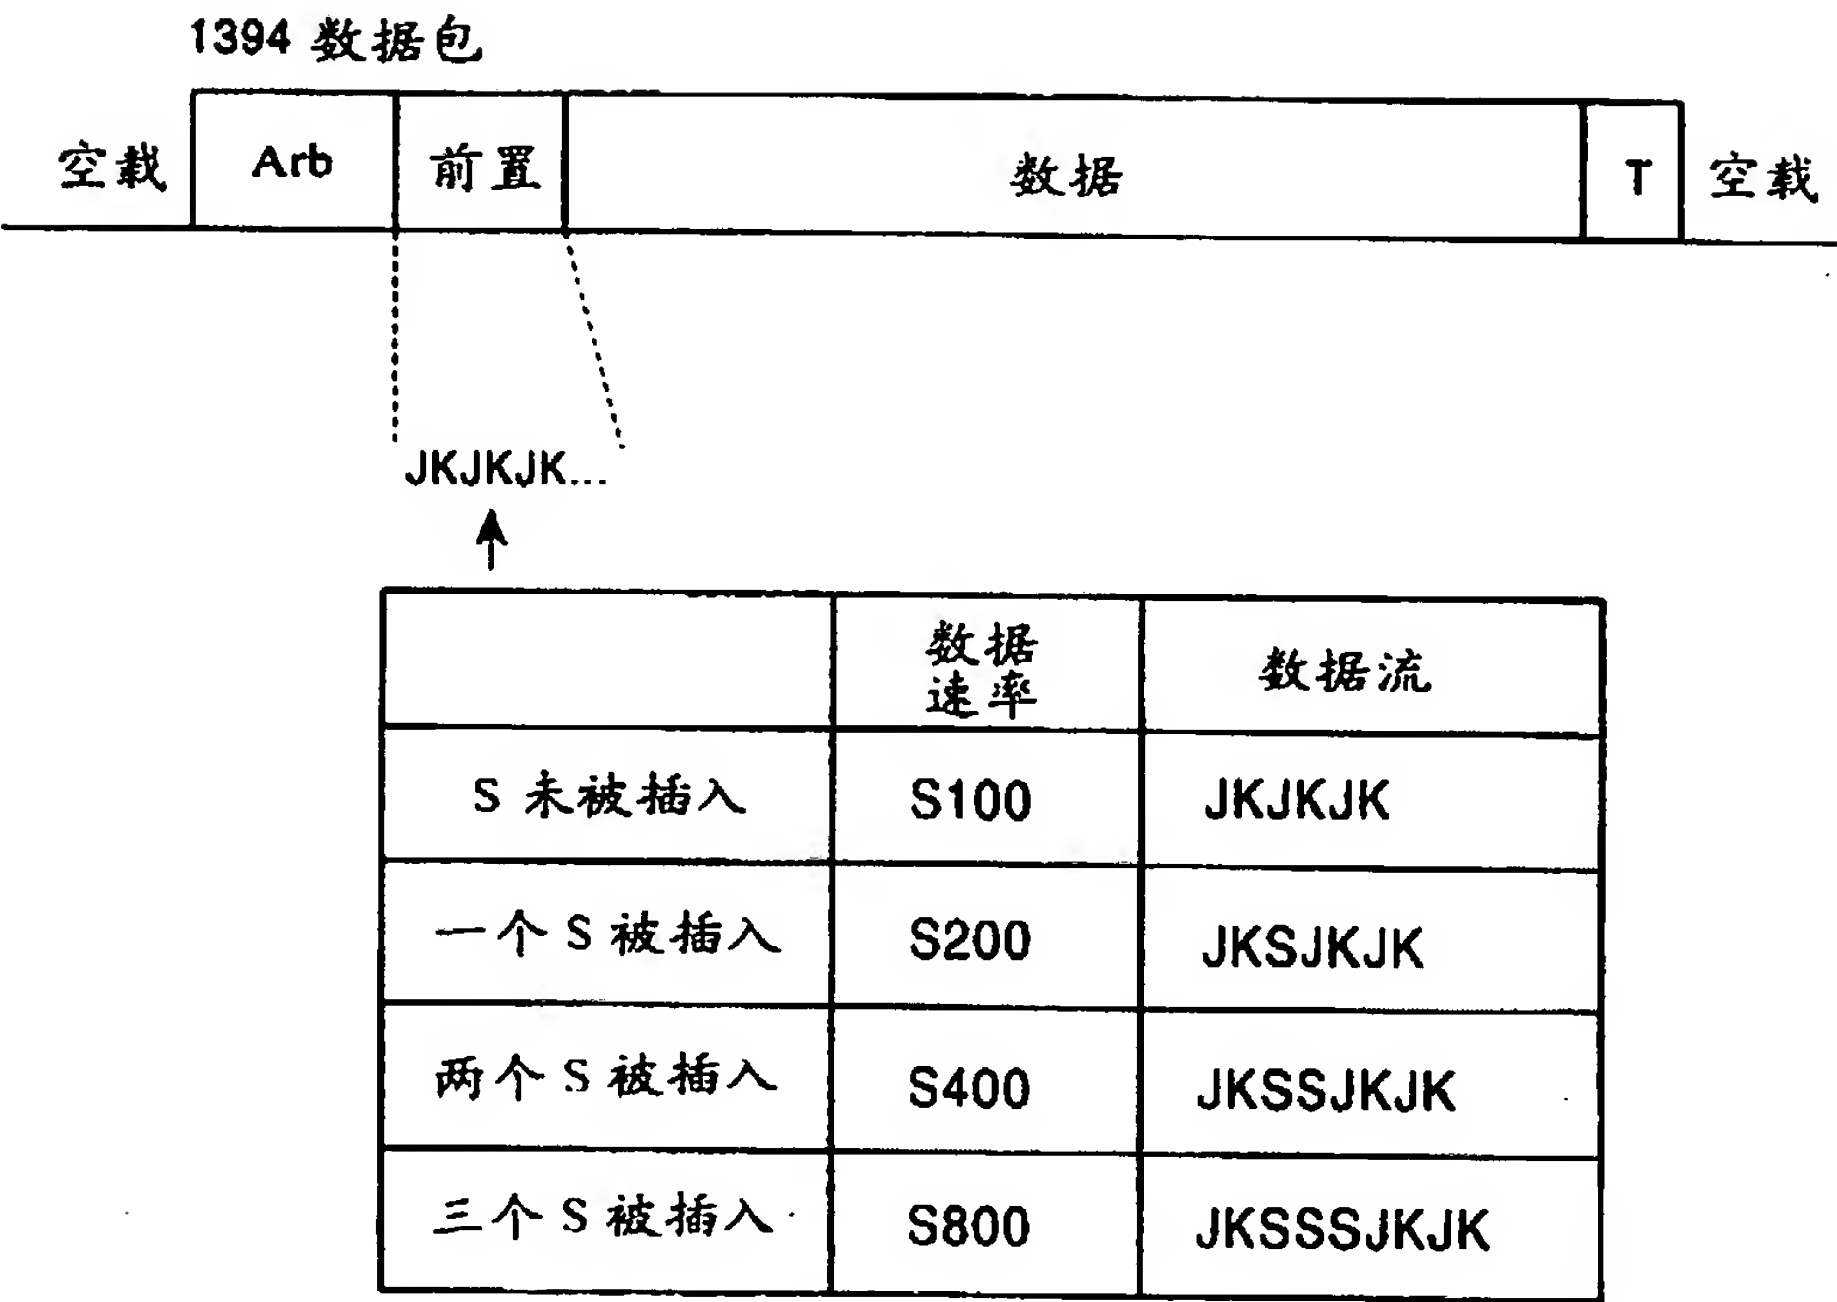 1394 数据包
空载 Arb 前置 数据 T 空载
JKJKJK...
数据
速率
数据流
S 未被插入 S100 JKJKJK
一个 S 被插入 S200 JKSJKJK
两个 S 被插入 S400 JKSSJKJK
三个 S 被插入 S800 JKSSSJKJK